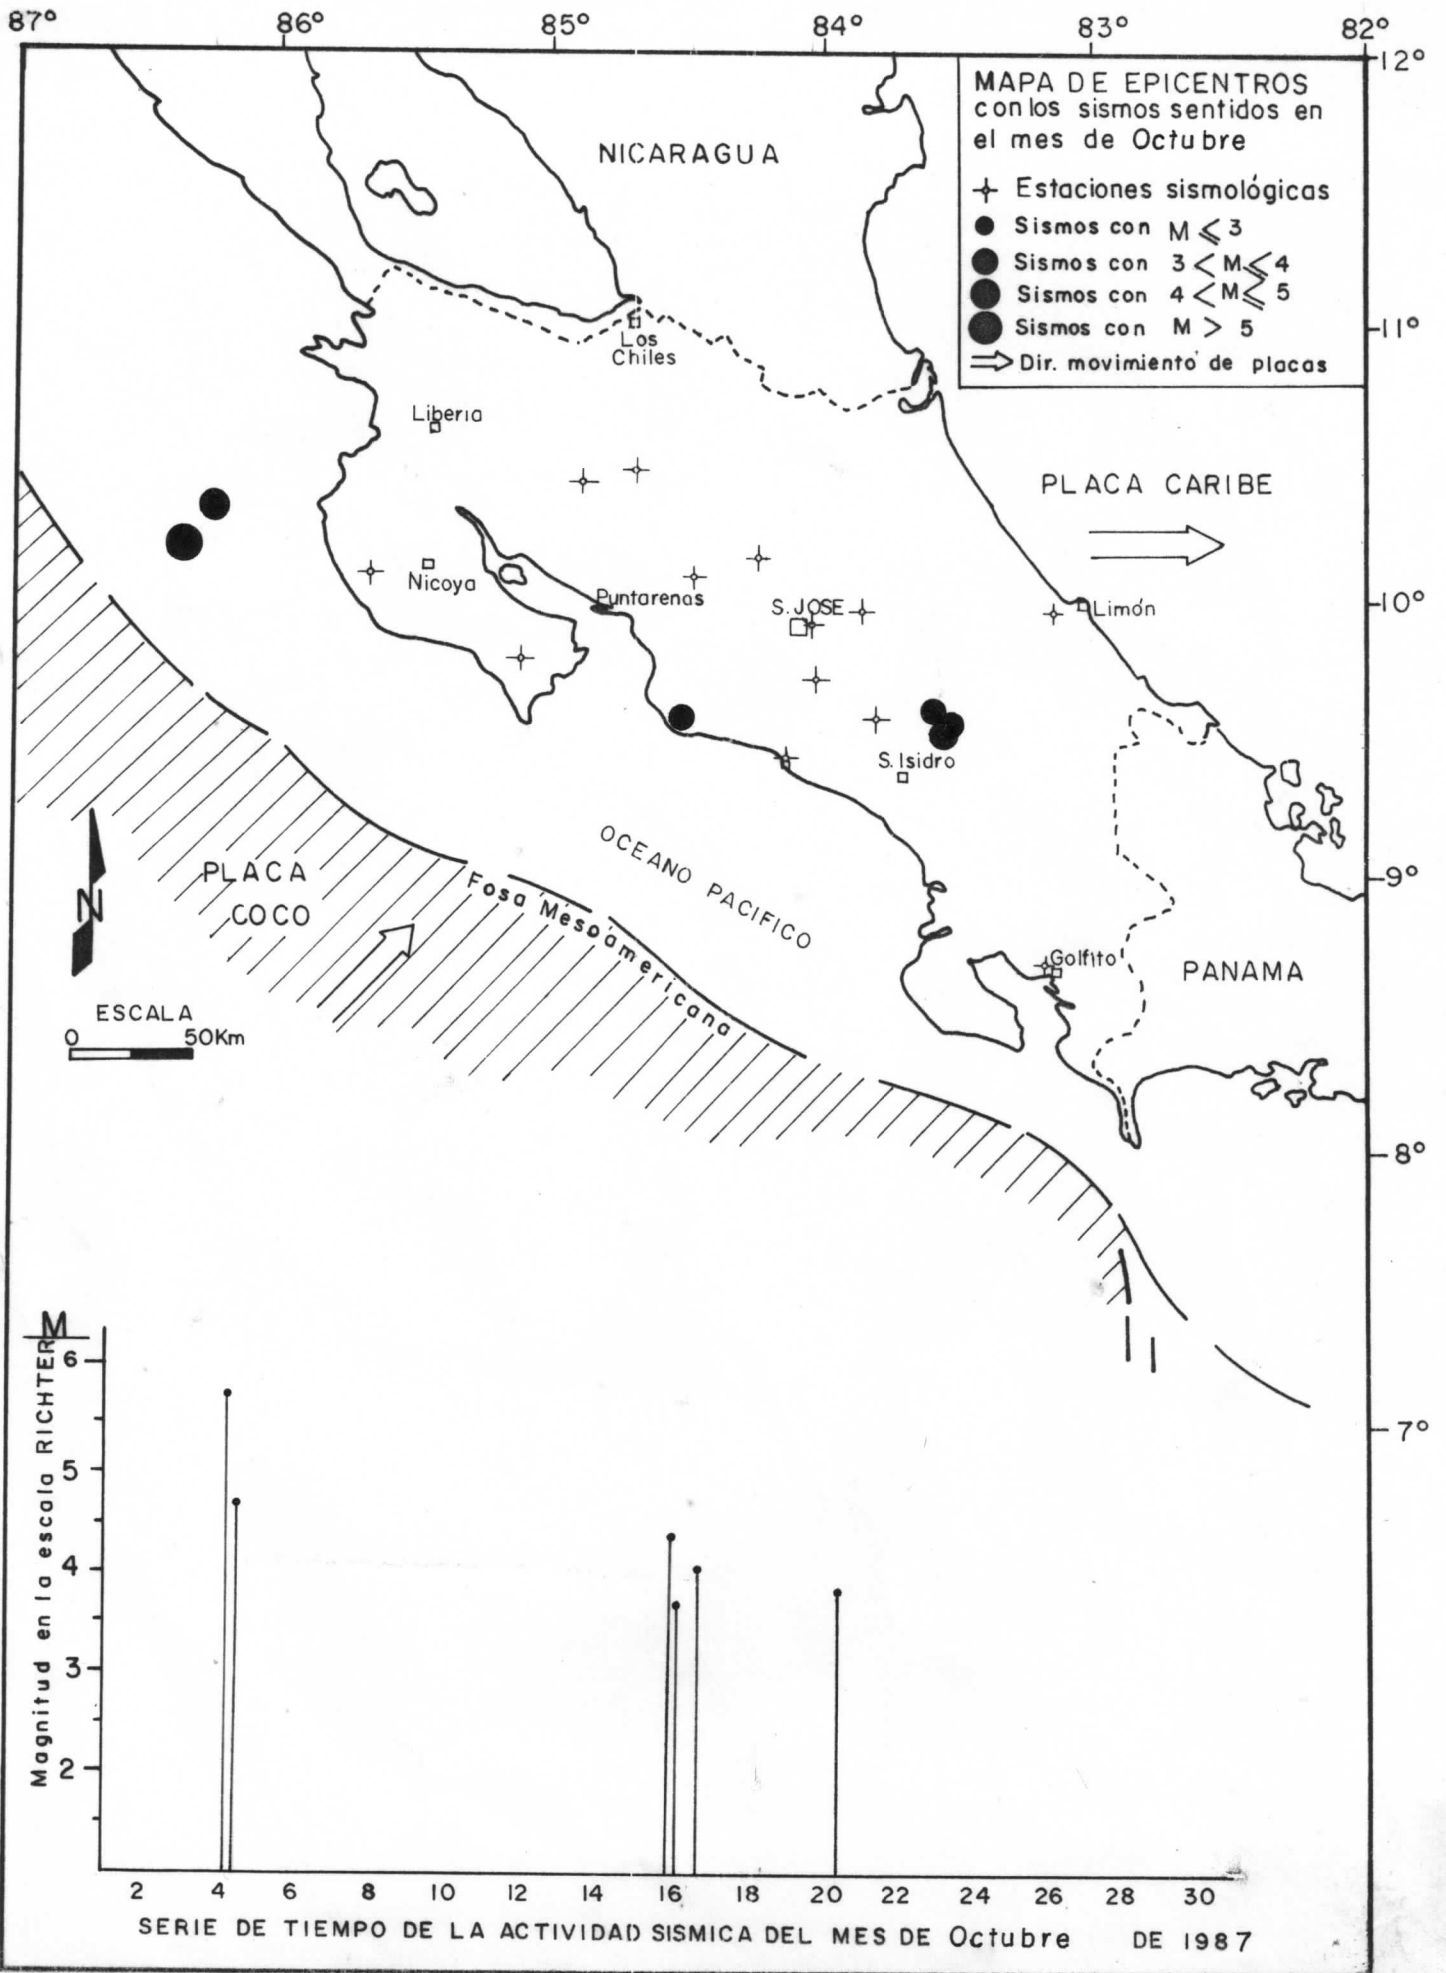 87° 86° 85° 84° 83° 82°
12°
MAPA DE EPICENTROS
con los sismos sentidos en
el mes de Octubre
Estaciones sismológicas
Sismos con M ⩽ 3
Sismos con 3 < M ⩽ 4
Sismos con 4 < M ⩽ 5
Sismos con M > 5
Dir. movimiento de placas
NICARAGUA
11°
Los
Chiles
Liberia
PLACA CARIBE
Nicoya
Puntarenas
S. JOSE
Limón
10°
S. Isidro
OCEANO PACIFICO
9°
PLACA
COCO
Fosa Mesoamericana
N
Golfito
PANAMA
ESCALA
0 50Km
8°
7°
M
Magnitud en la escala RICHTER
6
5
4
3
2
2 4 6 8 10 12 14 16 18 20 22 24 26 28 30
SERIE DE TIEMPO DE LA ACTIVIDAD SISMICA DEL MES DE Octubre DE 1987